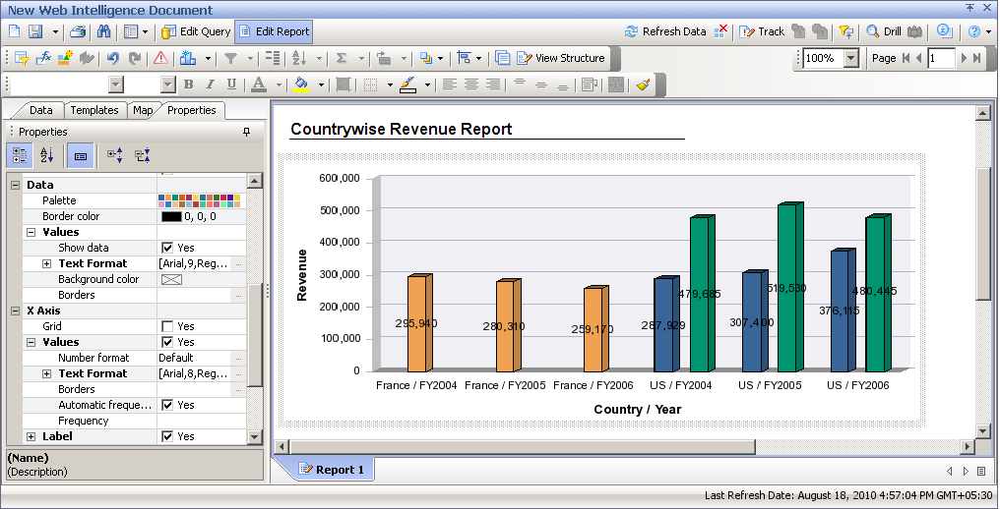 New Web Intelligence Document
Edit Query Edit Report Refresh Data Track Drill
View Structure 100% Page 1
B I U A
Data Templates Map Properties
Properties
Data
Palette
Border color 0, 0, 0
Values
Show data Yes
Text Format [Arial,9,Reg... ...
Background color
Borders ...
X Axis
Grid Yes
Values Yes
Number format Default ...
Text Format [Arial,8,Reg... ...
Borders ...
Automatic freque... Yes
Frequency
Label Yes
(Name)
(Description)
Countrywise Revenue Report
600,000
500,000
400,000
300,000
200,000
100,000
0
Revenue
295,940
280,310
259,170
287,929
479,685
307,400
519,530
376,115
480,445
France / FY2004 France / FY2005 France / FY2006 US / FY2004 US / FY2005 US / FY2006
Country / Year
Report 1
Last Refresh Date: August 18, 2010 4:57:04 PM GMT+05:30